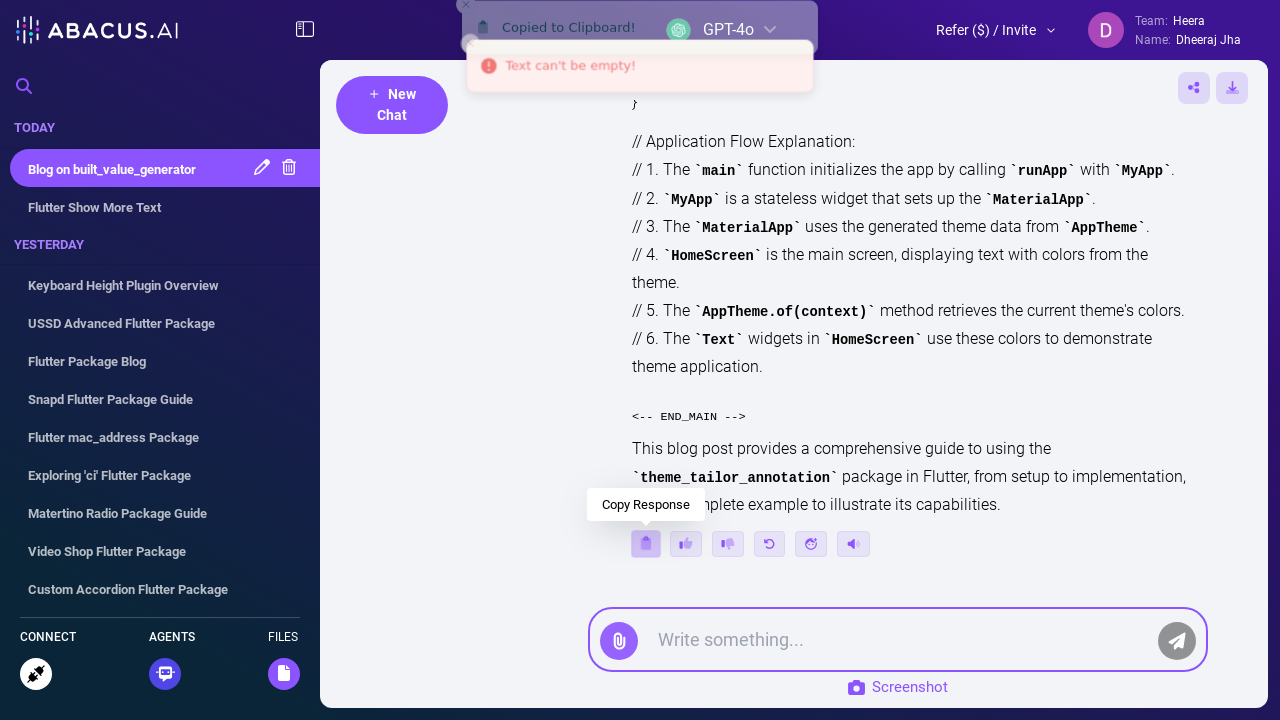 ABACUS.AI
Copied to Clipboard!
GPT-4o
Refer ($) / Invite
D
Team: Heera
Name: Dheeraj Jha
Text can't be empty!
+ New
Chat
TODAY
Blog on built_value_generator
Flutter Show More Text
YESTERDAY
Keyboard Height Plugin Overview
USSD Advanced Flutter Package
Flutter Package Blog
Snapd Flutter Package Guide
Flutter mac_address Package
Exploring 'ci' Flutter Package
Matertino Radio Package Guide
Video Shop Flutter Package
Custom Accordion Flutter Package
CONNECT
AGENTS
FILES
}
// Application Flow Explanation:
// 1. The `main` function initializes the app by calling `runApp` with `MyApp`.
// 2. `MyApp` is a stateless widget that sets up the `MaterialApp`.
// 3. The `MaterialApp` uses the generated theme data from `AppTheme`.
// 4. `HomeScreen` is the main screen, displaying text with colors from the
theme.
// 5. The `AppTheme.of(context)` method retrieves the current theme's colors.
// 6. The `Text` widgets in `HomeScreen` use these colors to demonstrate
theme application.
<-- END_MAIN -->
This blog post provides a comprehensive guide to using the
`theme_tailor_annotation` package in Flutter, from setup to implementation,
example to illustrate its capabilities.
Copy Response
Write something...
Screenshot